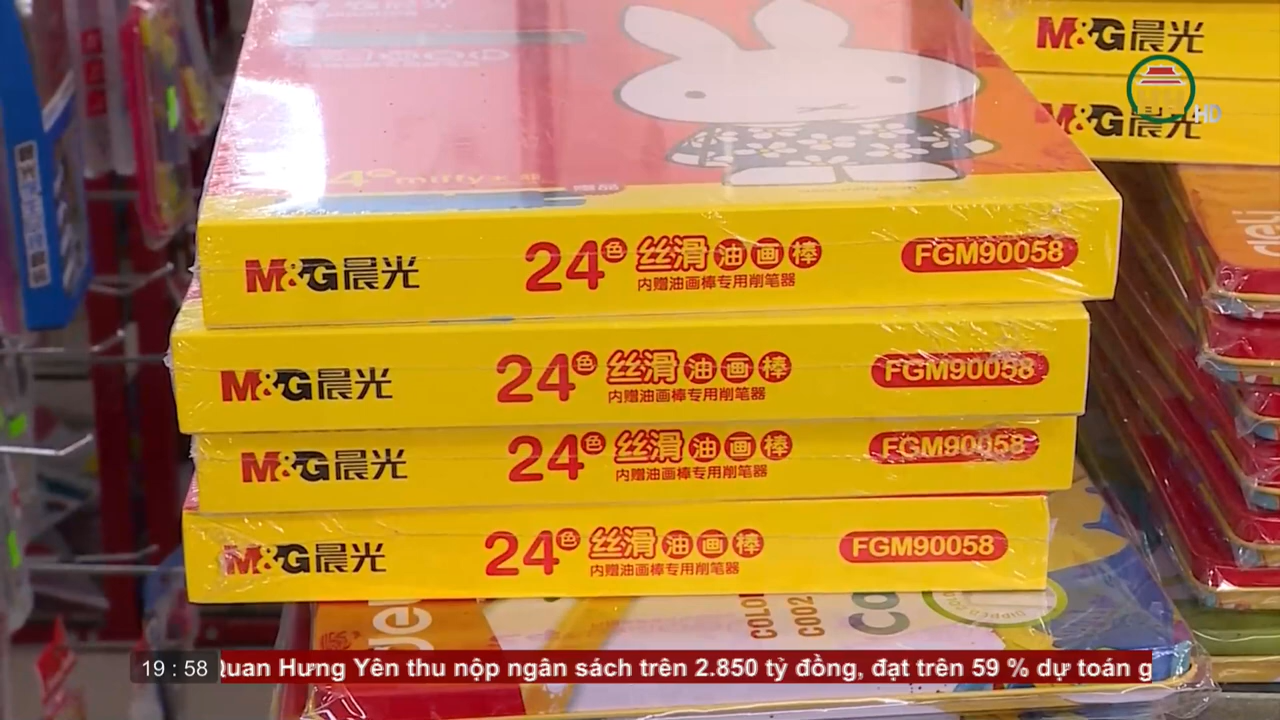 M&G晨光
M&G晨光
HD
miffy
deli
M&G晨光 24色 丝滑油画棒 FGM90058
内赠油画棒专用削笔器
M&G晨光 24色 丝滑油画棒 FGM90058
内赠油画棒专用削笔器
M&G晨光 24色 丝滑油画棒 FGM90058
内赠油画棒专用削笔器
M&G晨光 24色 丝滑油画棒 FGM90058
内赠油画棒专用削笔器
19 : 58 Quan Hưng Yên thu nộp ngân sách trên 2.850 tỷ đồng, đạt trên 59 % dự toán g